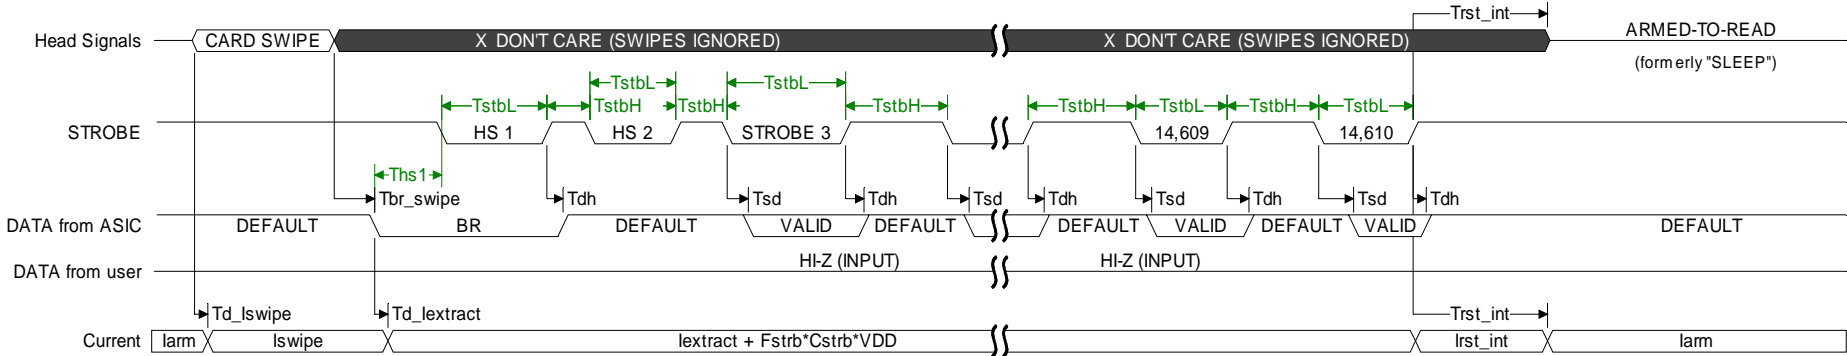 Trst_int
Head Signals CARD SWIPE X DON'T CARE (SWIPES IGNORED) X DON'T CARE (SWIPES IGNORED) ARMED-TO-READ
(formerly "SLEEP")
TstbL TstbL
TstbL TstbH TstbH TstbH TstbH TstbL TstbH TstbL
STROBE HS 1 HS 2 STROBE 3 14,609 14,610
Ths1
Tbr_swipe Tdh Tsd Tdh Tsd Tdh Tsd Tdh Tsd Tdh
DATA from ASIC DEFAULT BR DEFAULT VALID DEFAULT DEFAULT VALID DEFAULT VALID DEFAULT
DATA from user HI-Z (INPUT) HI-Z (INPUT)
Td_Iswipe Td_Iextract Trst_int
Current Iarm Iswipe Iextract + Fstrb*Cstrb*VDD Irst_int Iarm